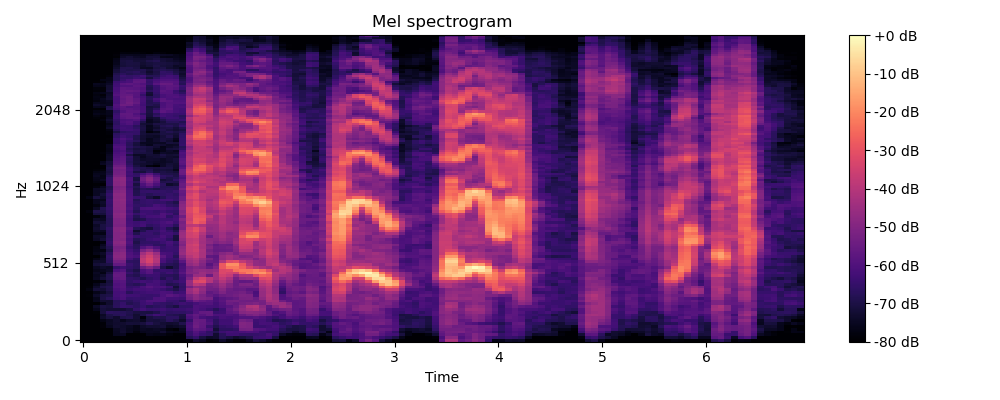 Mel spectrogram
Hz
2048
1024
512
0
0 1 2 3 4 5 6
Time
+0 dB
-10 dB
-20 dB
-30 dB
-40 dB
-50 dB
-60 dB
-70 dB
-80 dB